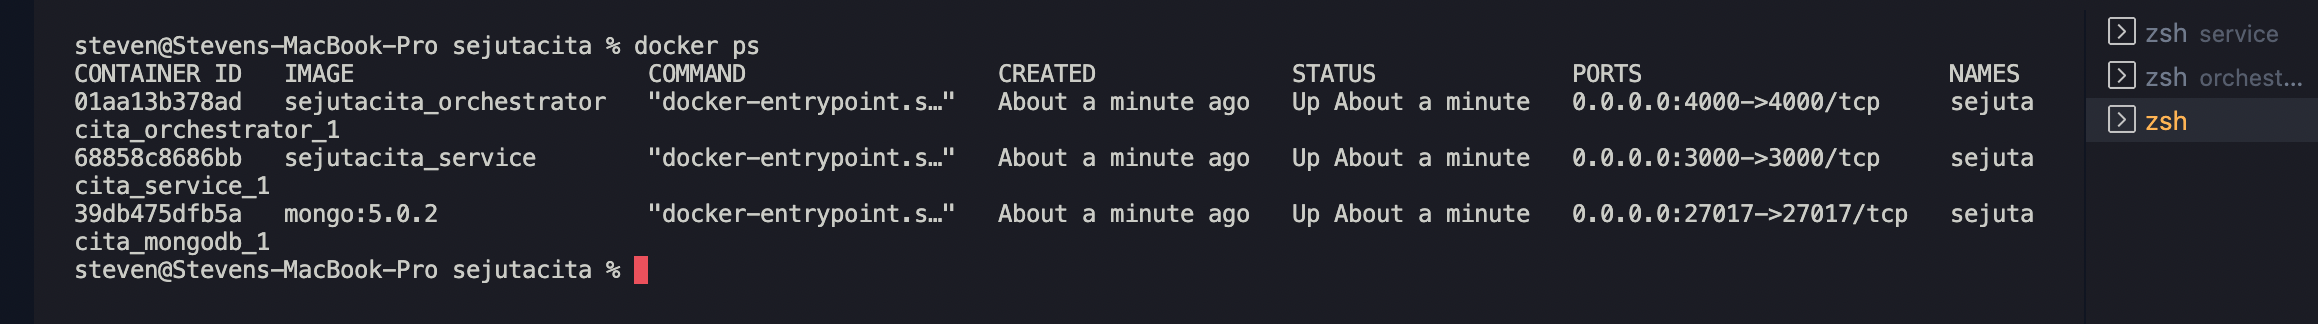 steven@Stevens-MacBook-Pro sejutacita % docker ps
CONTAINER ID   IMAGE                     COMMAND                  CREATED              STATUS              PORTS                      NAMES
01aa13b378ad   sejutacita_orchestrator   "docker-entrypoint.s…"   About a minute ago   Up About a minute   0.0.0.0:4000->4000/tcp     sejuta
cita_orchestrator_1
68858c8686bb   sejutacita_service        "docker-entrypoint.s…"   About a minute ago   Up About a minute   0.0.0.0:3000->3000/tcp     sejuta
cita_service_1
39db475dfb5a   mongo:5.0.2               "docker-entrypoint.s…"   About a minute ago   Up About a minute   0.0.0.0:27017->27017/tcp   sejuta
cita_mongodb_1
steven@Stevens-MacBook-Pro sejutacita %
zsh service
zsh orchest...
zsh